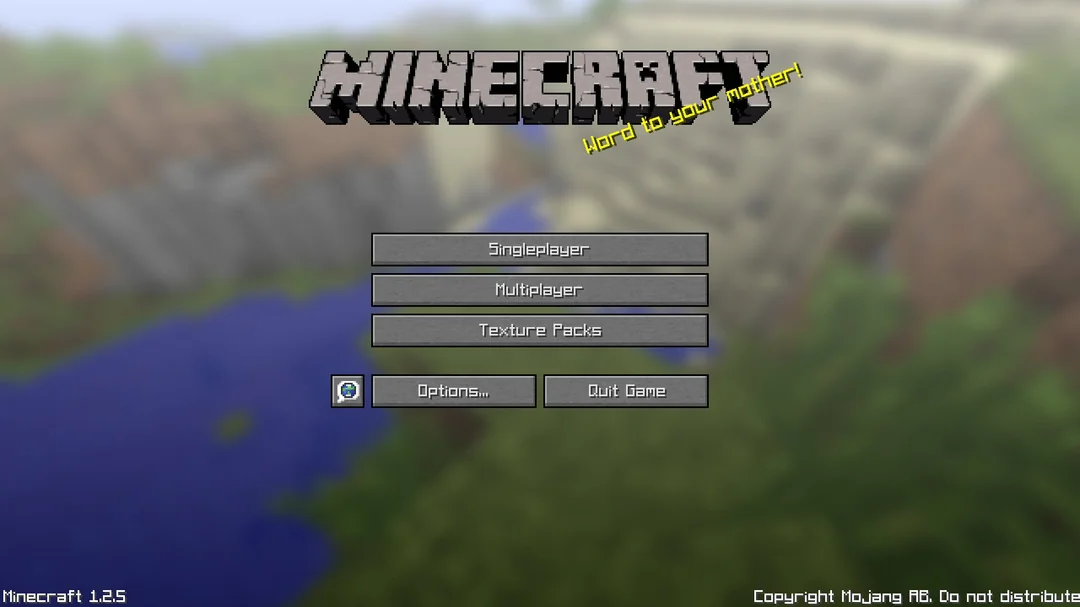 MINECRAFT
Word to your mother!
Singleplayer
Multiplayer
Texture Packs
Options...
Quit Game
Minecraft 1.2.5
Copyright Mojang AB. Do not distribute